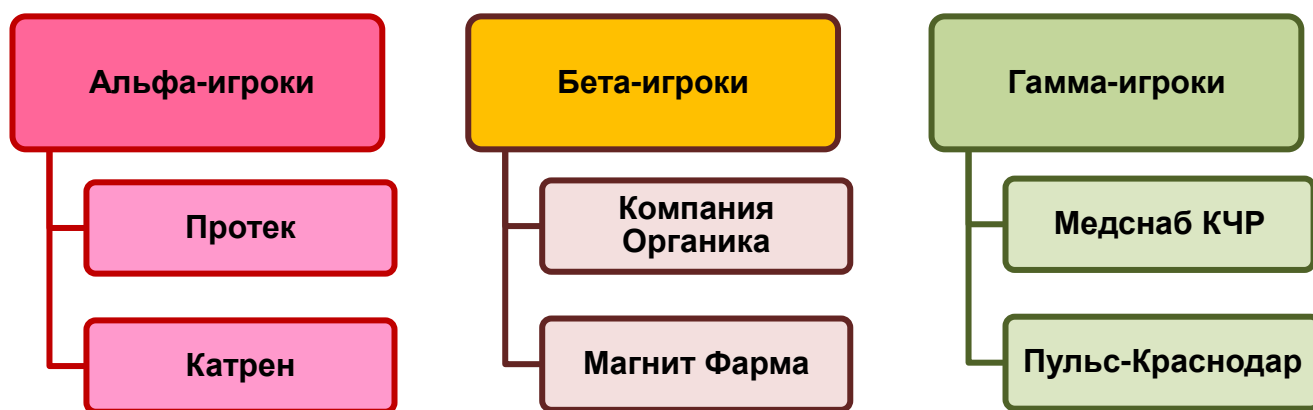 Альфа-игроки
Протек
Катрен
Бета-игроки
Компания
Органика
Магнит Фарма
Гамма-игроки
Медснаб КЧР
Пульс-Краснодар